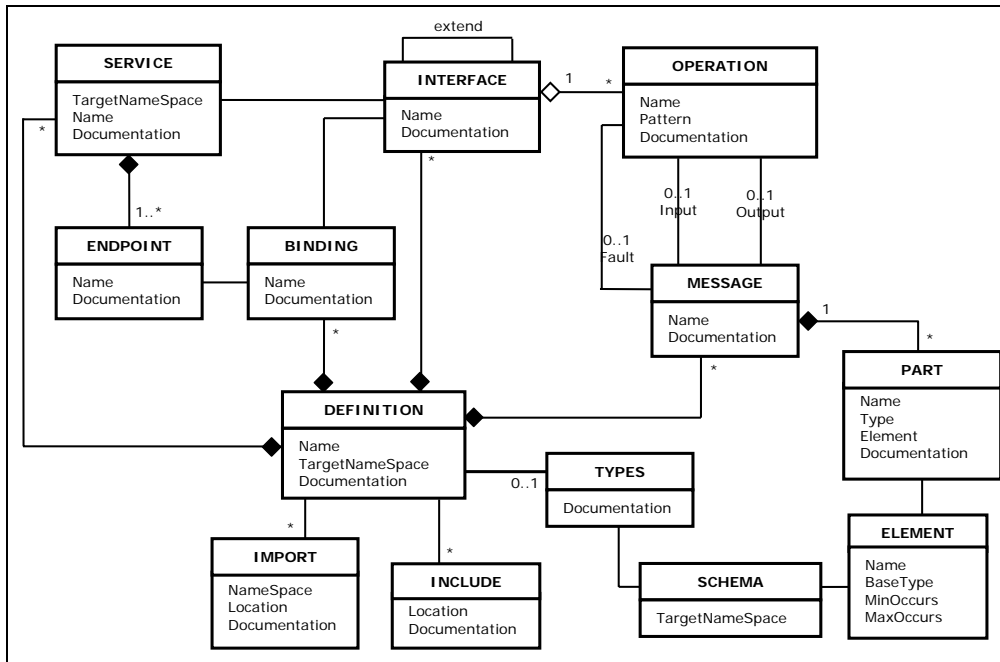 extend
SERVICE
TargetNameSpace
Name
Documentation
*
INTERFACE
Name
Documentation
*
1
*
OPERATION
Name
Pattern
Documentation
0..1
Input
0..1
Output
0..1
Fault
1..*
ENDPOINT
Name
Documentation
BINDING
Name
Documentation
*
MESSAGE
Name
Documentation
*
1
*
PART
Name
Type
Element
Documentation
DEFINITION
Name
TargetNameSpace
Documentation
*
*
0..1
TYPES
Documentation
IMPORT
NameSpace
Location
Documentation
INCLUDE
Location
Documentation
SCHEMA
TargetNameSpace
ELEMENT
Name
BaseType
MinOccurs
MaxOccurs